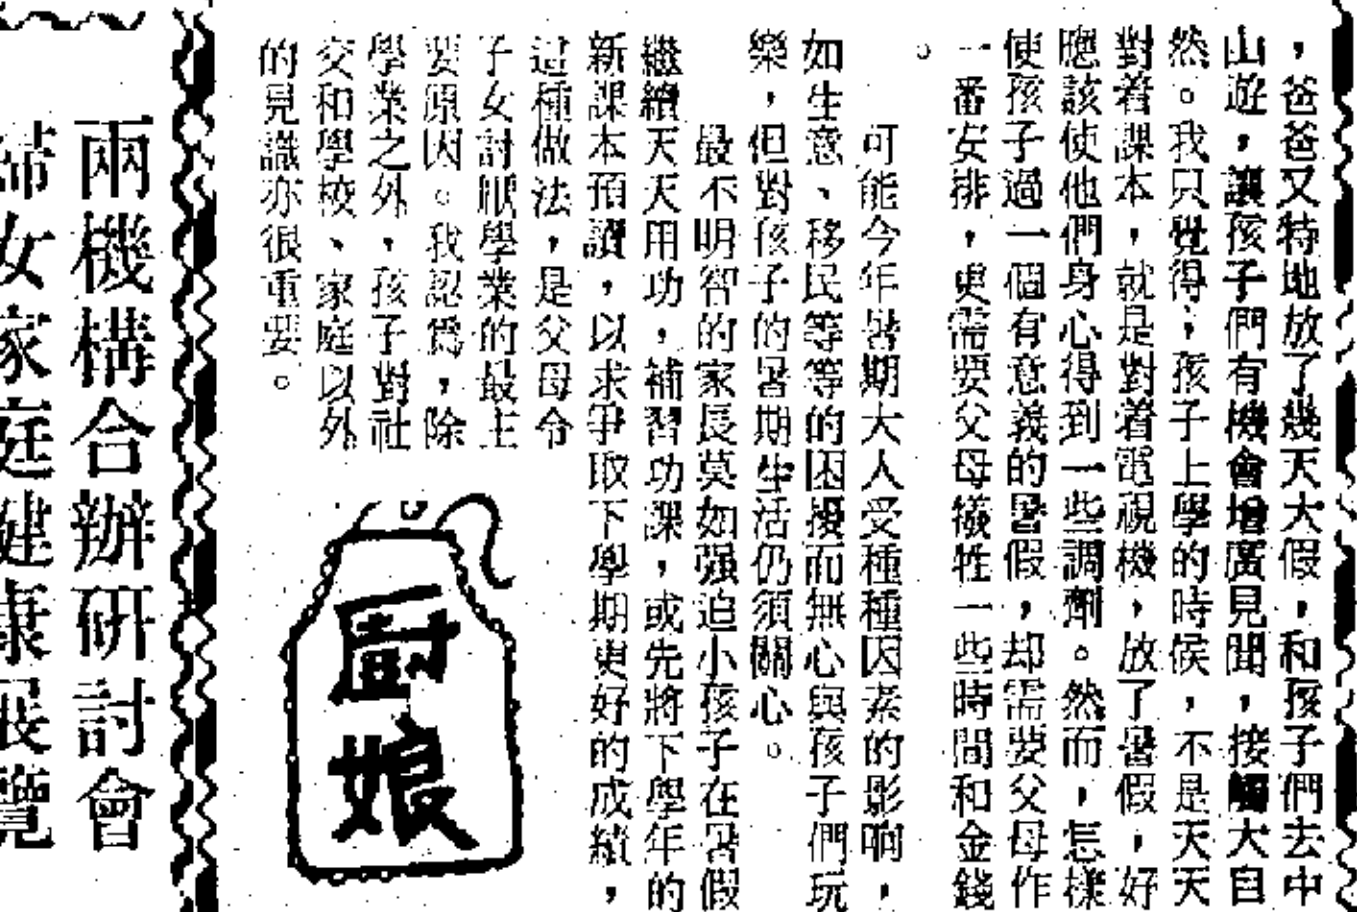 ，爸爸又特地放了幾天大假，和孩子們去中
山遊，讓孩子們有機會增廣見聞，接觸大自
然。我只覺得，孩子上學的時候，不是天天
對着課本，就是對着電視機，放了暑假，好
應該使他們身心得到一些調劑。然而，怎樣
使孩子過一個有意義的暑假，却需要父母作
一番安排，更需要父母犧牲一些時間和金錢
。
可能今年暑期大人受種種因素的影响，
如生意、移民等等的困擾而無心與孩子們玩
樂，但對孩子的暑期生活仍須關心。
最不明智的家長莫如强迫小孩子在暑假
繼續天天用功，補習功課，或先將下學年的
新課本預讀，以求爭取下學期更好的成績，
這種做法，是父母令
子女討厭學業的最主
要原因。我認爲，除
學業之外，孩子對社
交和學校、家庭以外
的見識亦很重要。
厨娘
兩機構合辦研討會
婦女家庭健康展覽